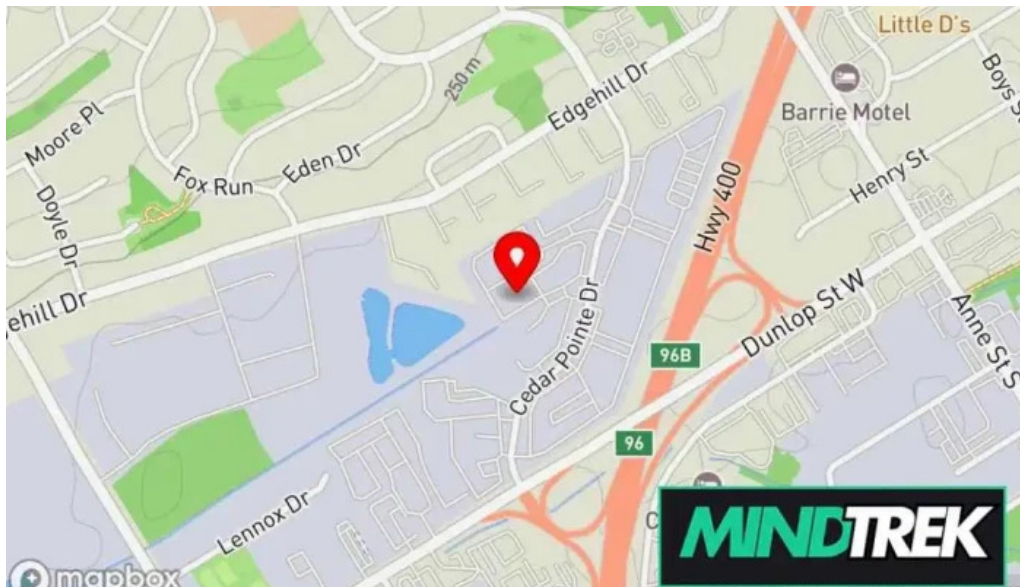 Little D's
250 m
Edgehill Dr
Barrie Motel
Boys S
Moore Pl
Eden Dr
Fox Run
Henry St
Doyle Dr
Hwy 400
ehill Dr
Cedar Pointe Dr
Dunlop St W
Anne St S
96B
96
Lennox Dr
C
MINDTREK
mapbox